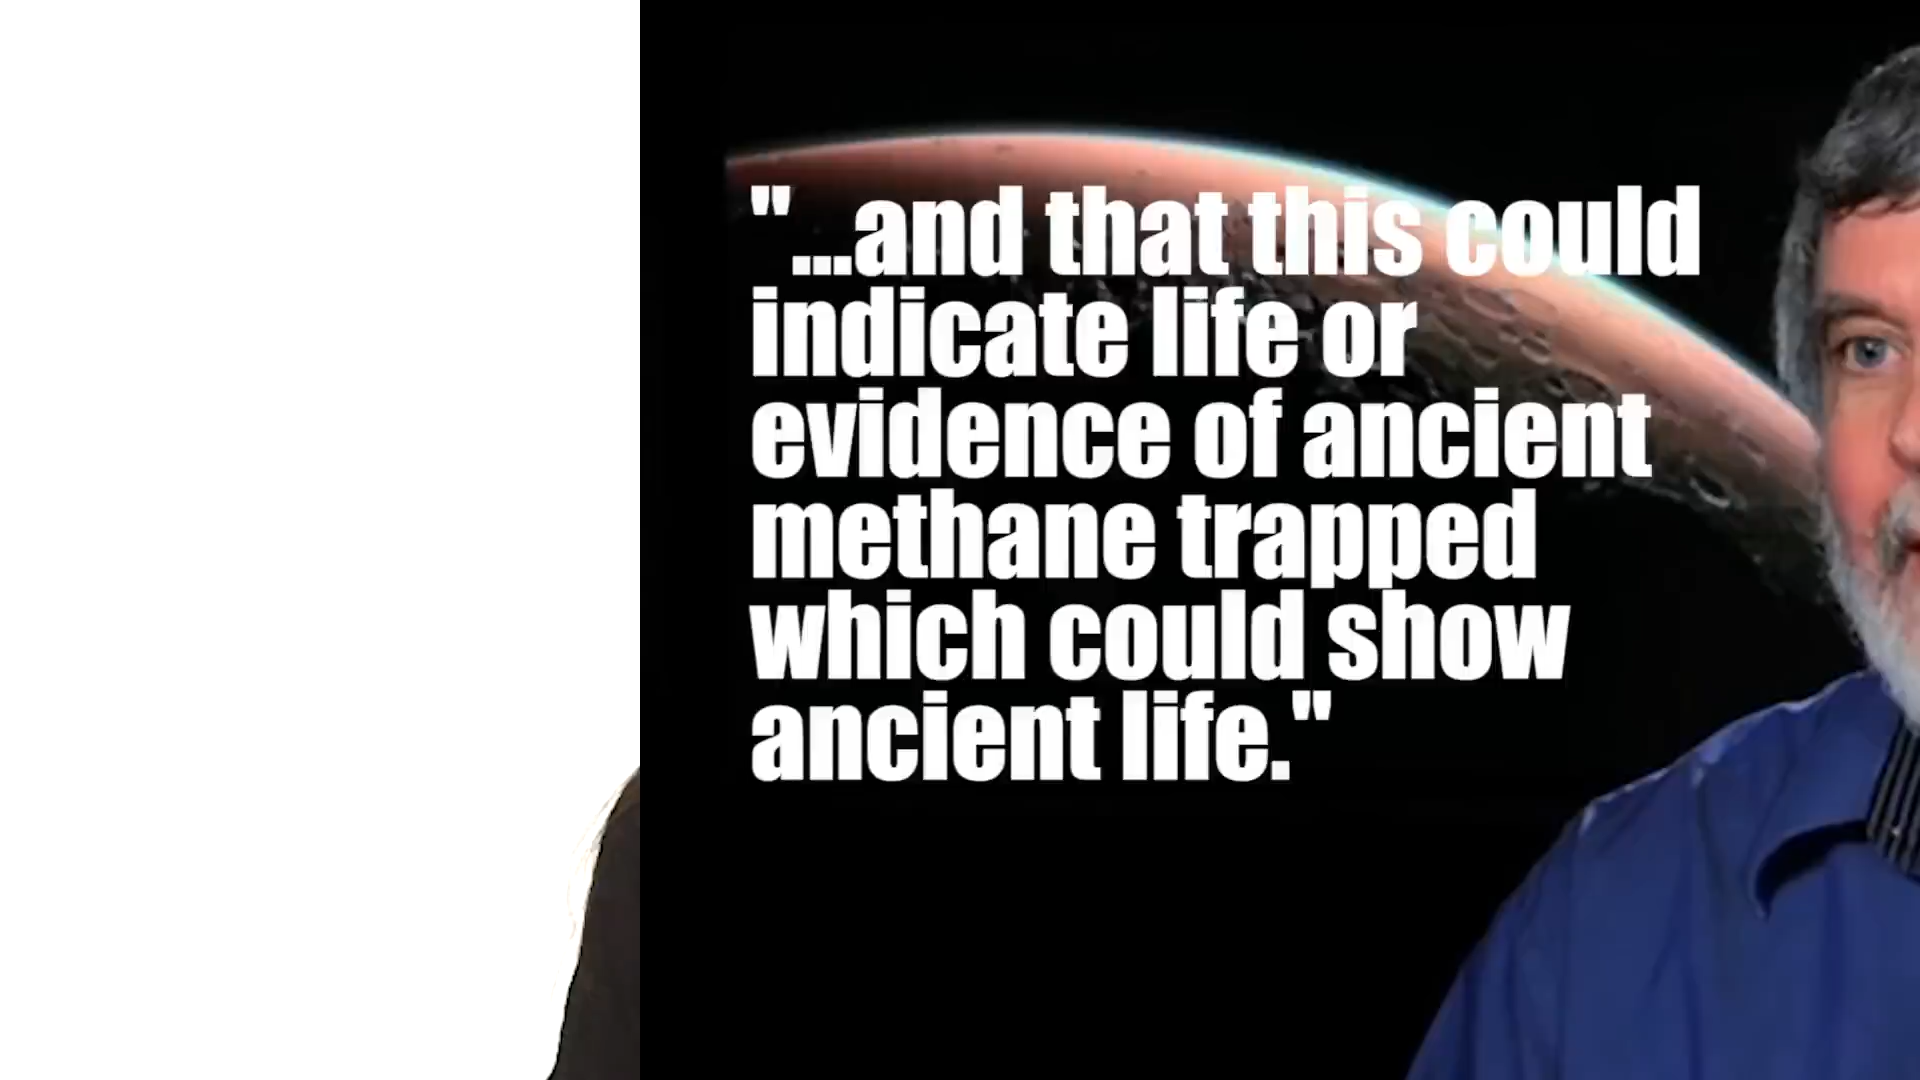 "...and that this could
indicate life or
evidence of ancient
methane trapped
which could show
ancient life."